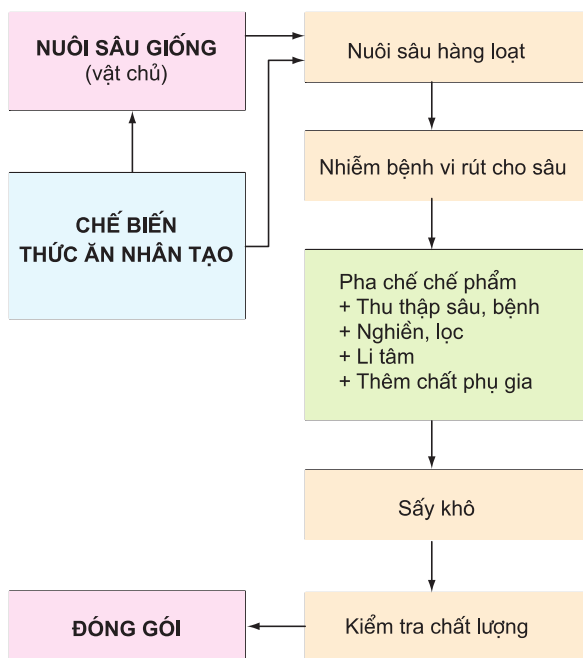 NUÔI SÂU GIỐNG
(vật chủ)
Nuôi sâu hàng loạt
CHẾ BIẾN
THỨC ĂN NHÂN TẠO
Nhiễm bệnh vi rút cho sâu
Pha chế chế phẩm
+ Thu thập sâu, bệnh
+ Nghiền, lọc
+ Li tâm
+ Thêm chất phụ gia
Sấy khô
Kiểm tra chất lượng
ĐÓNG GÓI